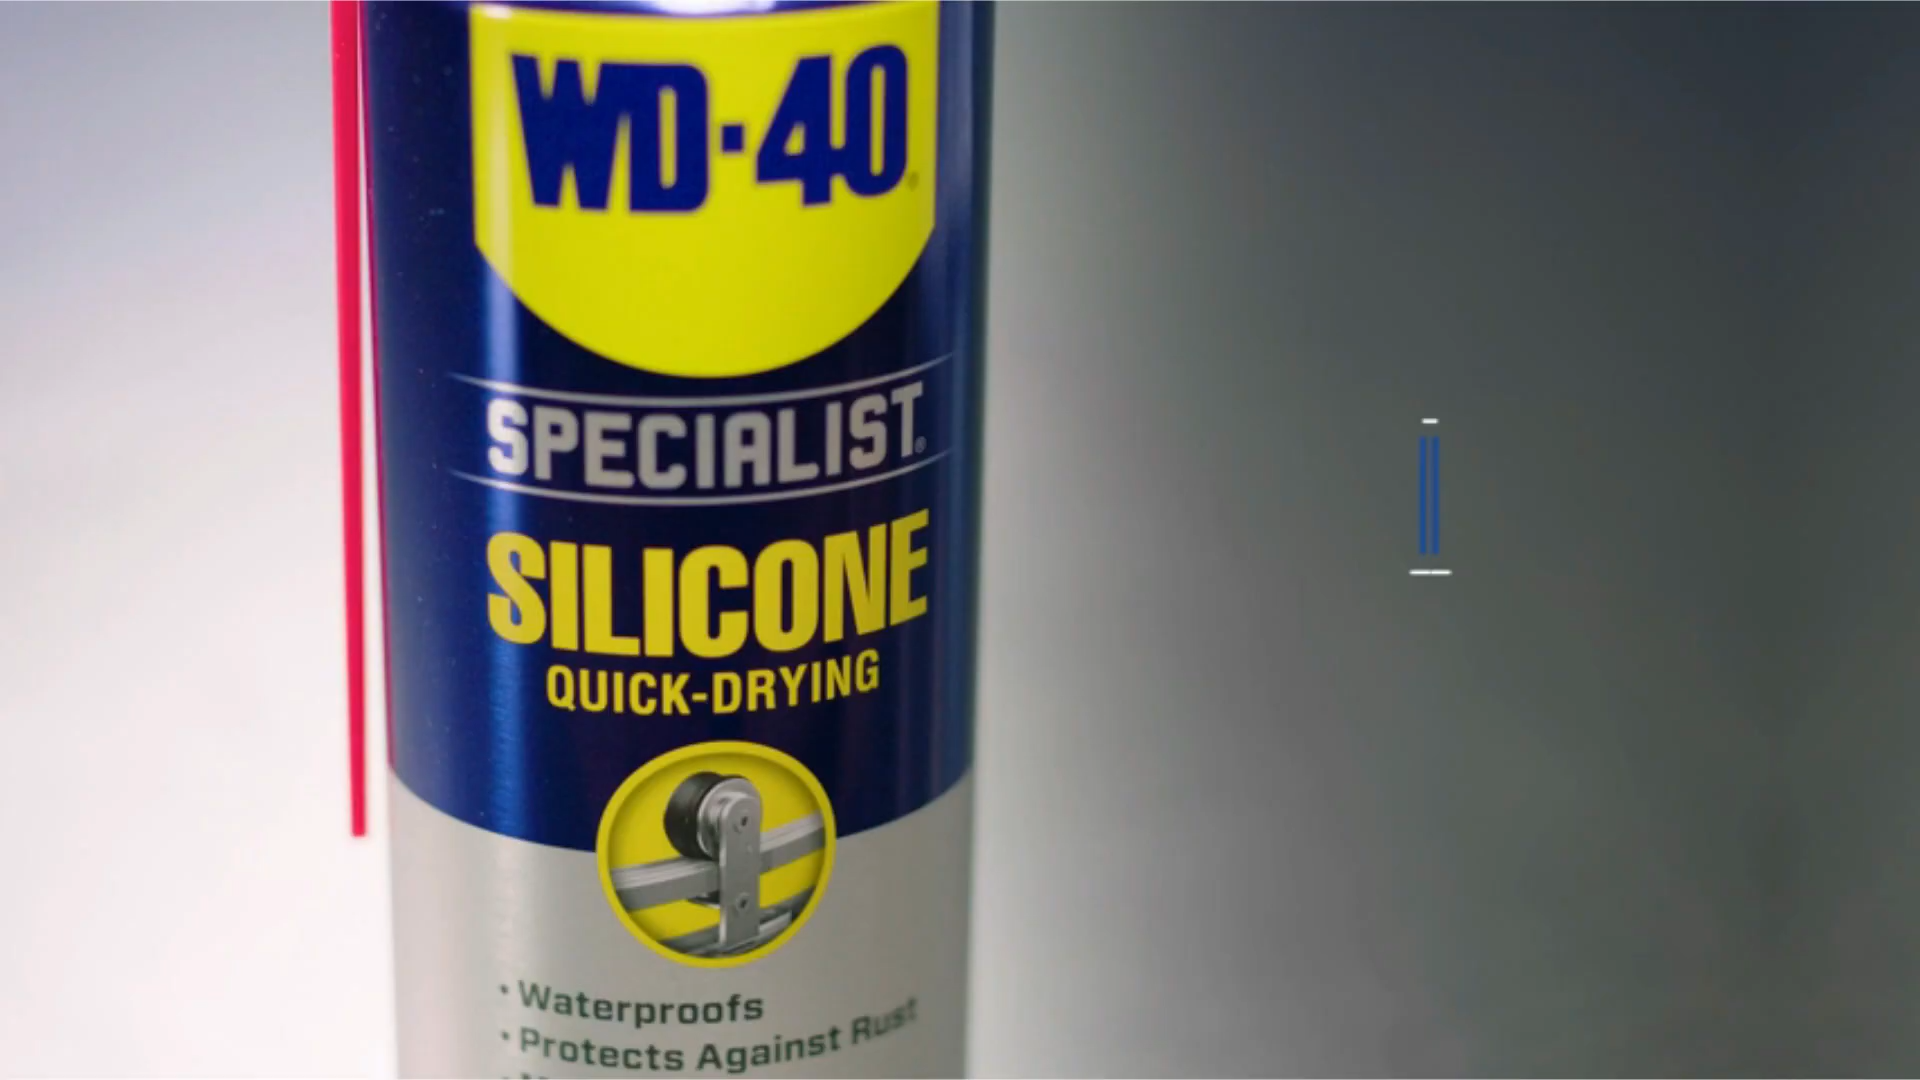 WD-40®
SPECIALIST®
SILICONE
QUICK-DRYING
• Waterproofs
• Protects Against Rust